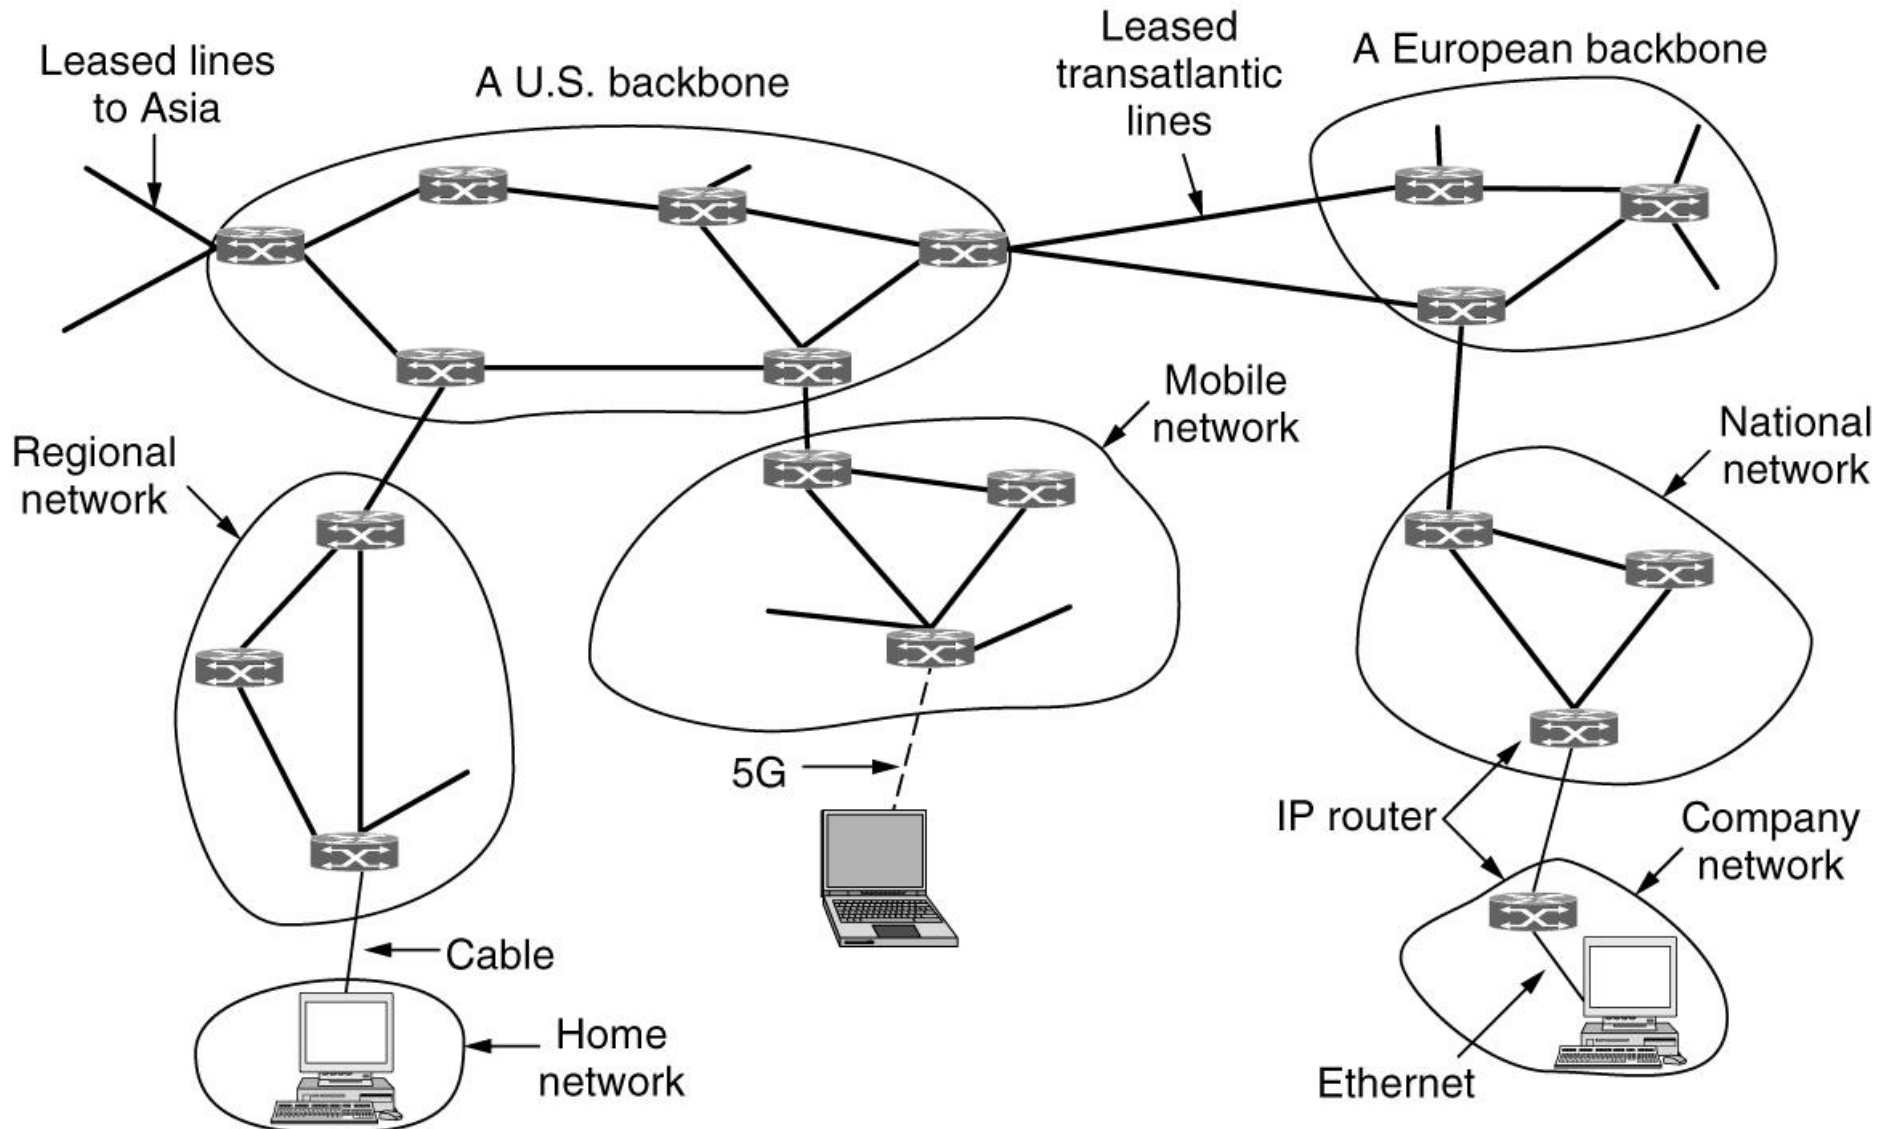 Leased lines
to Asia
A U.S. backbone
Leased
transatlantic
lines
A European backbone
Regional
network
Mobile
network
National
network
5G
IP router
Company
network
Cable
Home
network
Ethernet